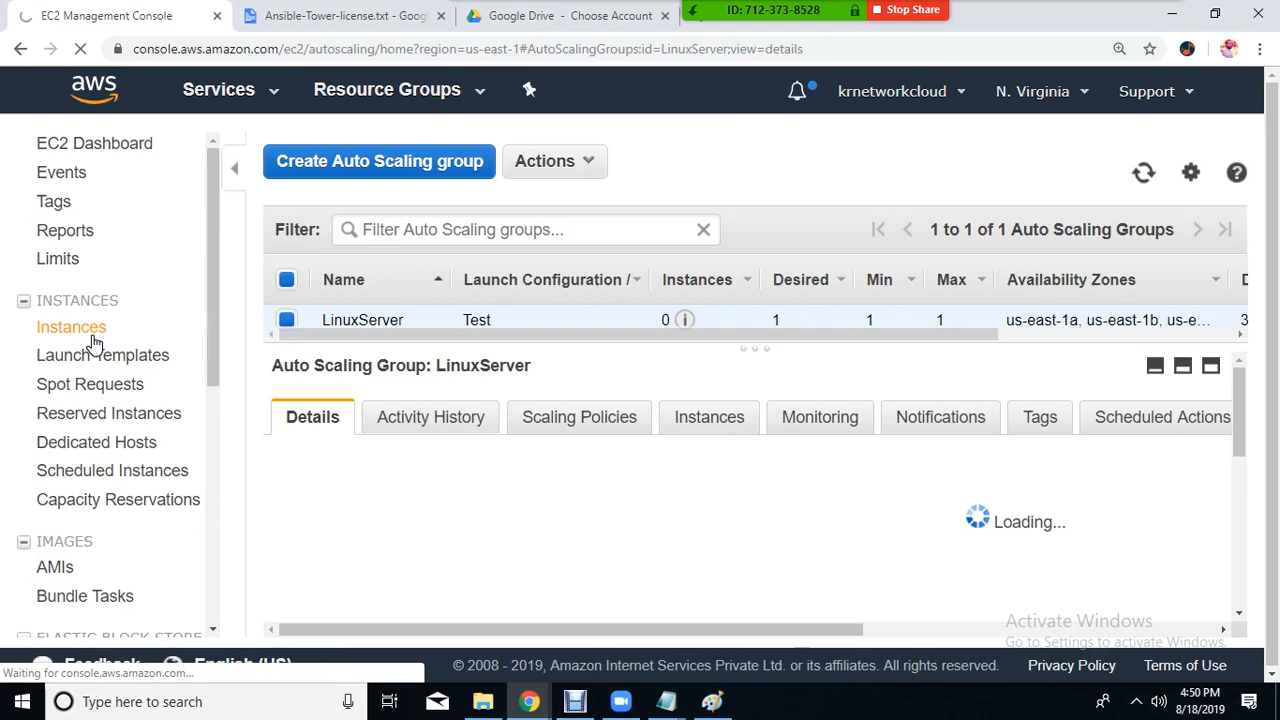 EC2 Management Console
Ansible-Tower-license.txt - Goog
Google Drive - Choose Account
ID: 712-373-8528
Stop Share
console.aws.amazon.com/ec2/autoscaling/home?region=us-east-1#AutoScalingGroups:id=LinuxServer;view=details
aws
Services
Resource Groups
krnetworkcloud
N. Virginia
Support
EC2 Dashboard
Events
Tags
Reports
Limits
INSTANCES
Instances
Launch Templates
Spot Requests
Reserved Instances
Dedicated Hosts
Scheduled Instances
Capacity Reservations
IMAGES
AMIs
Bundle Tasks
ELASTIC BLOCK STORE
Create Auto Scaling group
Actions
Filter:
Filter Auto Scaling groups...
1 to 1 of 1 Auto Scaling Groups
Name
Launch Configuration /
Instances
Desired
Min
Max
Availability Zones
D
LinuxServer
Test
0
1
1
1
us-east-1a, us-east-1b, us-e...
3
Auto Scaling Group: LinuxServer
Details
Activity History
Scaling Policies
Instances
Monitoring
Notifications
Tags
Scheduled Actions
Loading...
Activate Windows
Go to Settings to activate Windows.
Feedback
English (US)
© 2008 - 2019, Amazon Internet Services Private Ltd. or its affiliates. All rights reserved.
Privacy Policy
Terms of Use
Waiting for console.aws.amazon.com...
Type here to search
4:50 PM
8/18/2019